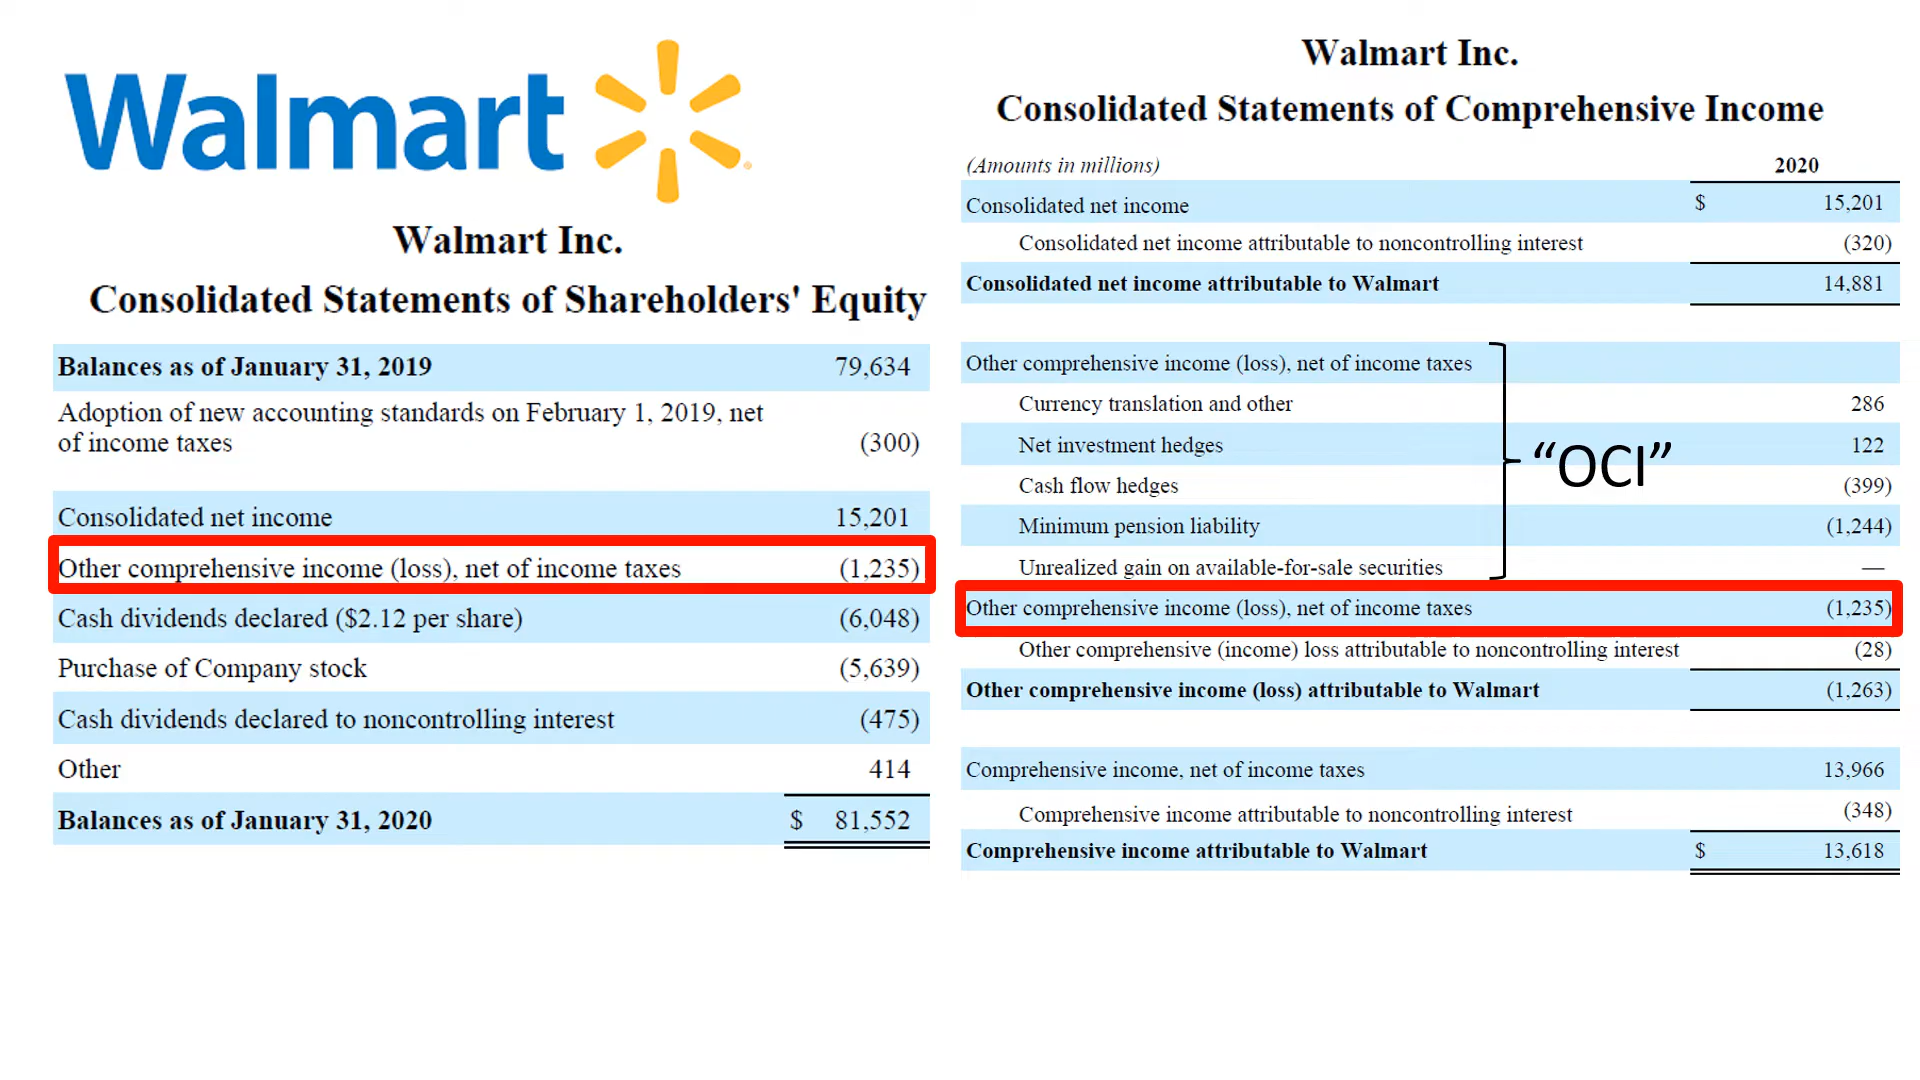 Walmart
Walmart Inc.
Consolidated Statements of Shareholders' Equity
Balances as of January 31, 2019 79,634
Adoption of new accounting standards on February 1, 2019, net
of income taxes (300)
Consolidated net income 15,201
Other comprehensive income (loss), net of income taxes (1,235)
Cash dividends declared ($2.12 per share) (6,048)
Purchase of Company stock (5,639)
Cash dividends declared to noncontrolling interest (475)
Other 414
Balances as of January 31, 2020 $ 81,552
Walmart Inc.
Consolidated Statements of Comprehensive Income
(Amounts in millions) 2020
Consolidated net income $ 15,201
Consolidated net income attributable to noncontrolling interest (320)
Consolidated net income attributable to Walmart 14,881
Other comprehensive income (loss), net of income taxes
Currency translation and other 286
Net investment hedges 122
“OCI”
Cash flow hedges (399)
Minimum pension liability (1,244)
Unrealized gain on available-for-sale securities —
Other comprehensive income (loss), net of income taxes (1,235)
Other comprehensive (income) loss attributable to noncontrolling interest (28)
Other comprehensive income (loss) attributable to Walmart (1,263)
Comprehensive income, net of income taxes 13,966
Comprehensive income attributable to noncontrolling interest (348)
Comprehensive income attributable to Walmart $ 13,618